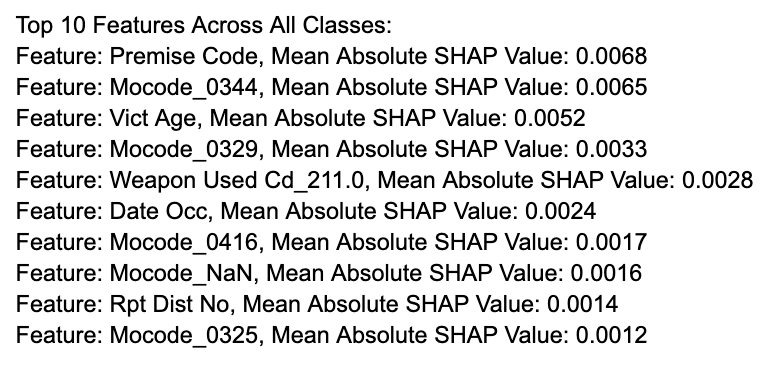 Top 10 Features Across All Classes:
Feature: Premise Code, Mean Absolute SHAP Value: 0.0068
Feature: Mocode_0344, Mean Absolute SHAP Value: 0.0065
Feature: Vict Age, Mean Absolute SHAP Value: 0.0052
Feature: Mocode_0329, Mean Absolute SHAP Value: 0.0033
Feature: Weapon Used Cd_211.0, Mean Absolute SHAP Value: 0.0028
Feature: Date Occ, Mean Absolute SHAP Value: 0.0024
Feature: Mocode_0416, Mean Absolute SHAP Value: 0.0017
Feature: Mocode_NaN, Mean Absolute SHAP Value: 0.0016
Feature: Rpt Dist No, Mean Absolute SHAP Value: 0.0014
Feature: Mocode_0325, Mean Absolute SHAP Value: 0.0012